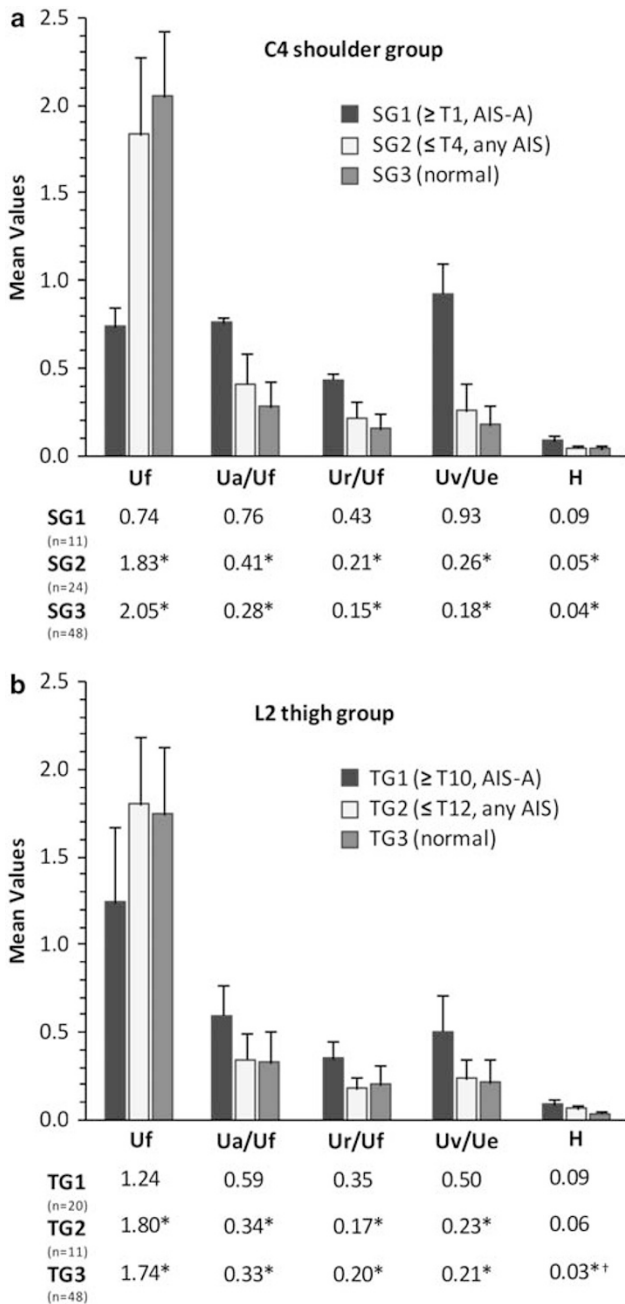 a
C4 shoulder group
SG1 (≥ T1, AIS-A)
SG2 (≤ T4, any AIS)
SG3 (normal)
Mean Values
2.5
2.0
1.5
1.0
0.5
0.0
Uf Ua/Uf Ur/Uf Uv/Ue H
SG1 0.74 0.76 0.43 0.93 0.09
(n=11)
SG2 1.83* 0.41* 0.21* 0.26* 0.05*
(n=24)
SG3 2.05* 0.28* 0.15* 0.18* 0.04*
(n=48)
b
L2 thigh group
TG1 (≥ T10, AIS-A)
TG2 (≤ T12, any AIS)
TG3 (normal)
Mean Values
2.5
2.0
1.5
1.0
0.5
0.0
Uf Ua/Uf Ur/Uf Uv/Ue H
TG1 1.24 0.59 0.35 0.50 0.09
(n=20)
TG2 1.80* 0.34* 0.17* 0.23* 0.06
(n=11)
TG3 1.74* 0.33* 0.20* 0.21* 0.03*†
(n=48)